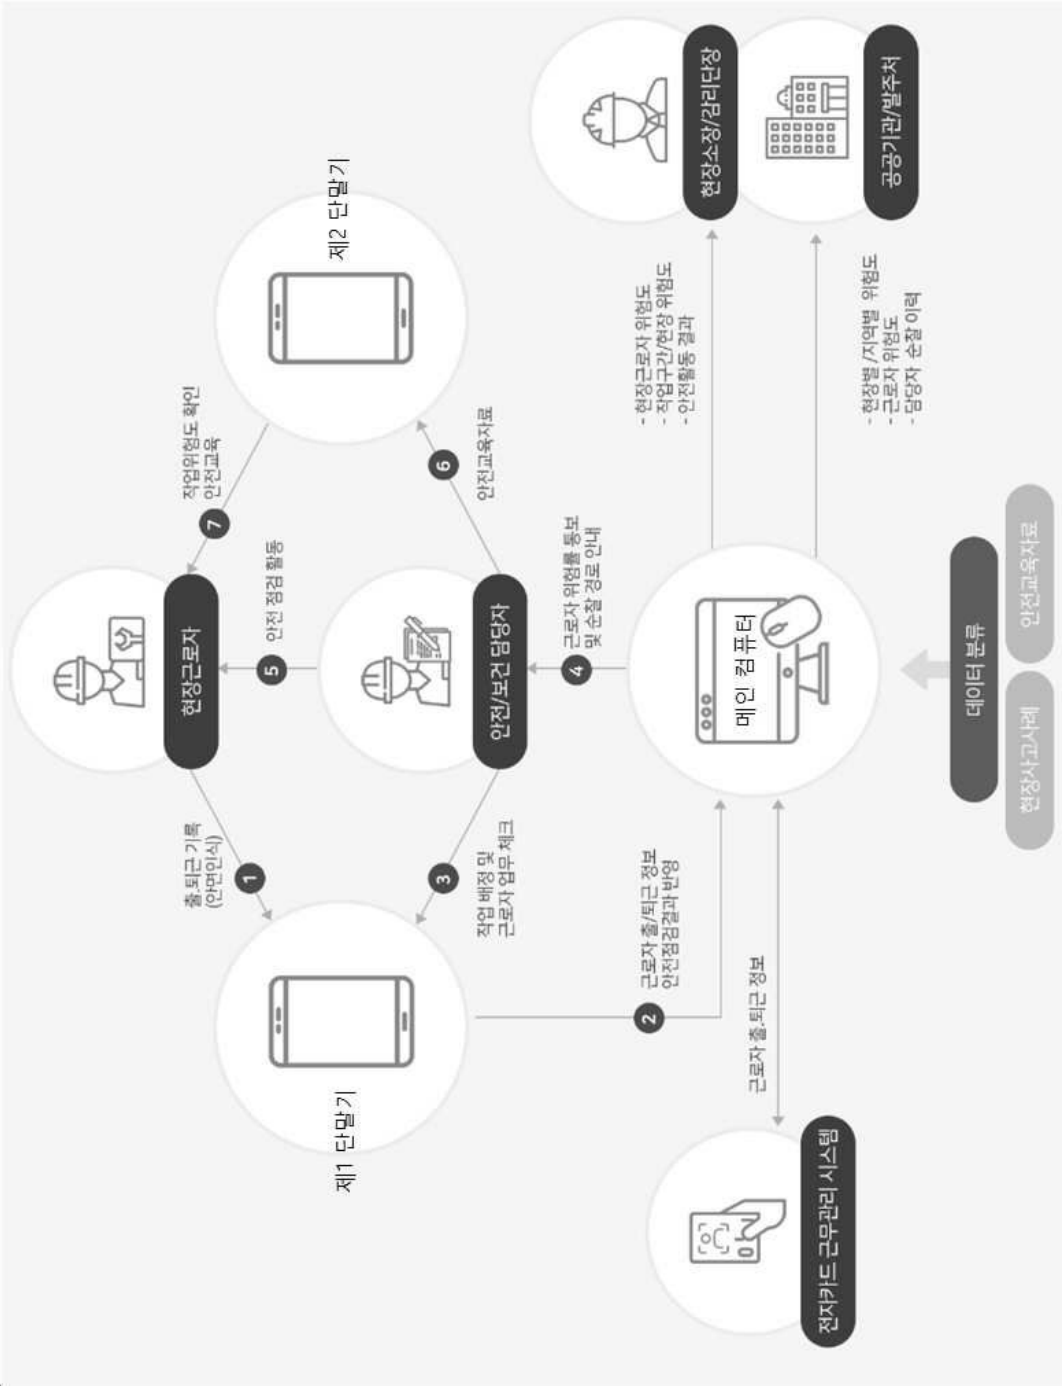 현장근로자
출.퇴근 기록
(안면인식)
1
작업위험도 확인
안전교육
7
제1 단말기
제2 단말기
5
안전 점검 활동
안전/보건 담당자
3
작업 배정 및
근로자 업무 체크
6
안전교육자료
4
근로자 위험률 통보
및 순찰 경로 안내
2
근로자 출/퇴근 정보
안전점검결과 반영
메인 컴퓨터
- 현장근로자 위험도
- 작업구간/현장 위험도
- 안전활동 결과
현장소장/감리단장
근로자 출.퇴근 정보
전자카드 근무관리 시스템
- 현장별/지역별 위험도
- 근로자 위험도
- 담당자 순찰 이력
공공기관/발주처
데이터 분류
현장사고사례
안전교육자료